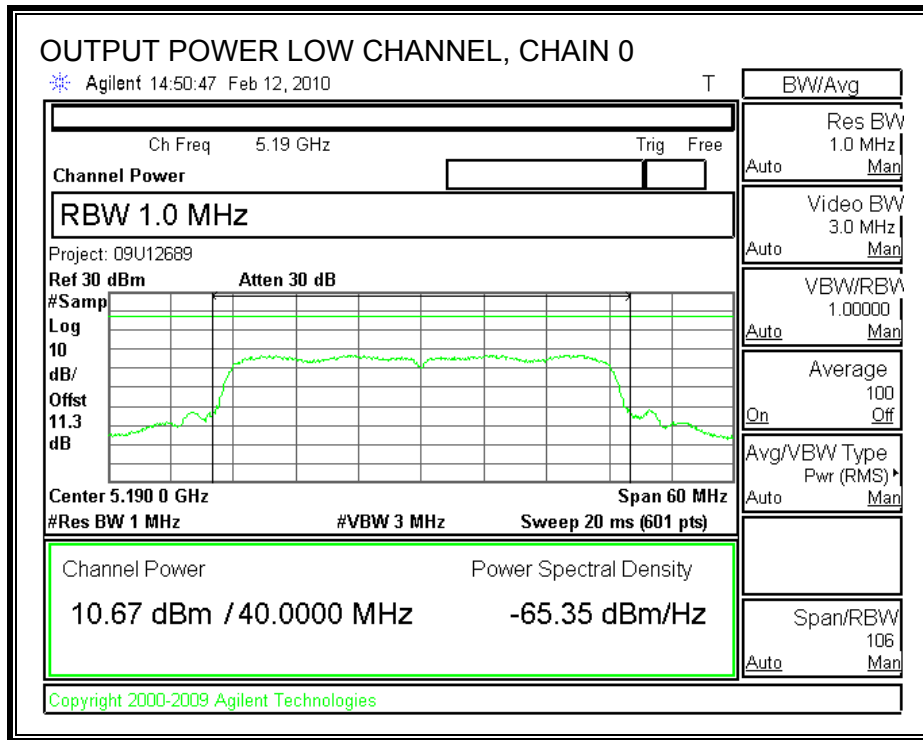 OUTPUT POWER LOW CHANNEL, CHAIN 0
Agilent 14:50:47 Feb 12, 2010 T
Ch Freq 5.19 GHz Trig Free
Channel Power
RBW 1.0 MHz
Project: 09U12689
Ref 30 dBm Atten 30 dB
#Samp
Log
10
dB/
Offst
11.3
dB
Center 5.190 0 GHz Span 60 MHz
#Res BW 1 MHz #VBW 3 MHz Sweep 20 ms (601 pts)
Channel Power Power Spectral Density
10.67 dBm / 40.0000 MHz -65.35 dBm/Hz
Copyright 2000-2009 Agilent Technologies
BW/Avg
Res BW
1.0 MHz
Auto Man
Video BW
3.0 MHz
Auto Man
VBW/RBW
1.00000
Auto Man
Average
100
On Off
Avg/VBW Type
Pwr (RMS)
Auto Man
Span/RBW
106
Auto Man